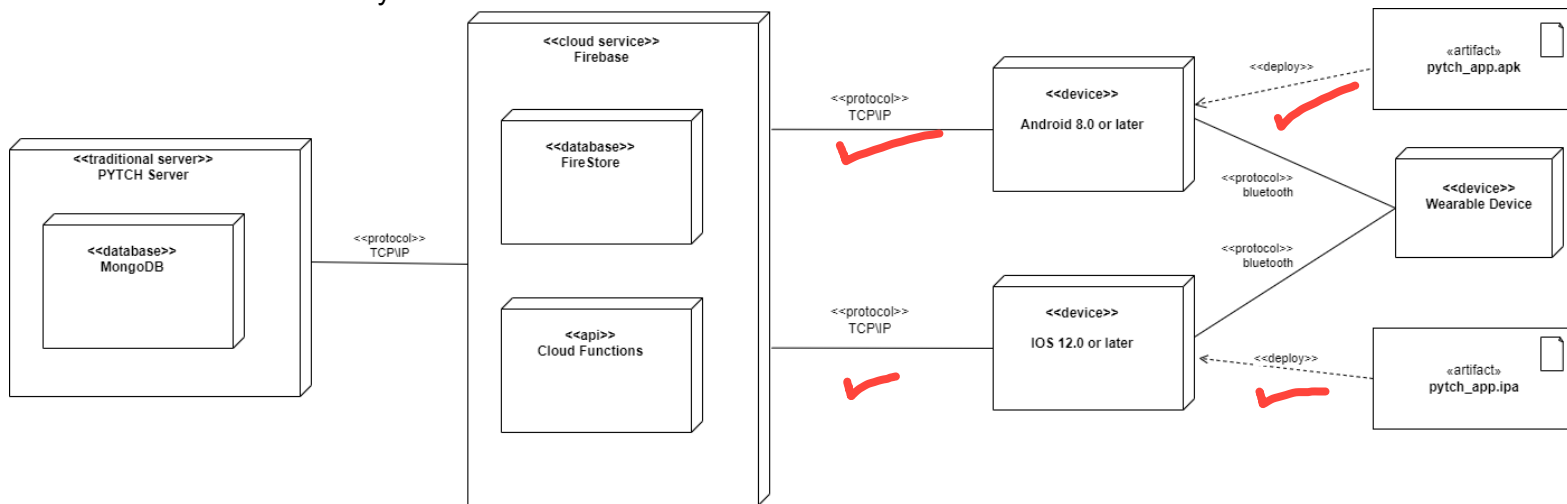 <<traditional server>>
PYTCH Server
<<database>>
MongoDB
<<protocol>>
TCP\IP
<<cloud service>>
Firebase
<<database>>
FireStore
<<api>>
Cloud Functions
<<protocol>>
TCP\IP
<<protocol>>
TCP\IP
<<device>>
Android 8.0 or later
<<device>>
IOS 12.0 or later
<<deploy>>
<<protocol>>
bluetooth
<<protocol>>
bluetooth
<<deploy>>
«artifact»
pytch_app.apk
<<device>>
Wearable Device
«artifact»
pytch_app.ipa